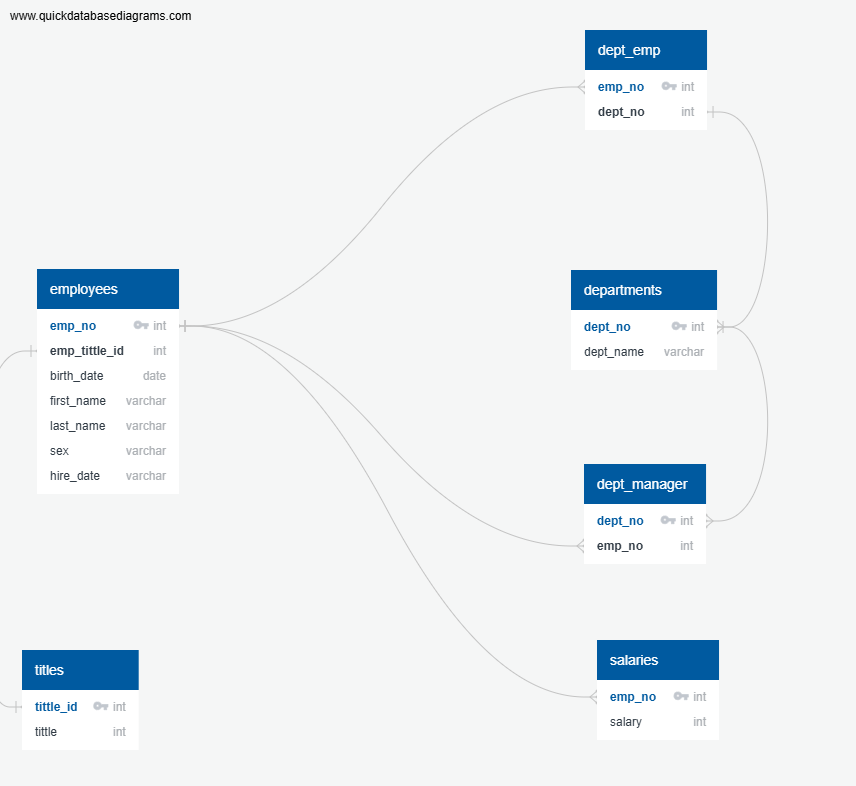 www.quickdatabasediagrams.com
dept_emp
emp_no int
dept_no int
employees
emp_no int
emp_tittle_id int
birth_date date
first_name varchar
last_name varchar
sex varchar
hire_date varchar
departments
dept_no int
dept_name varchar
dept_manager
dept_no int
emp_no int
titles
tittle_id int
tittle int
salaries
emp_no int
salary int